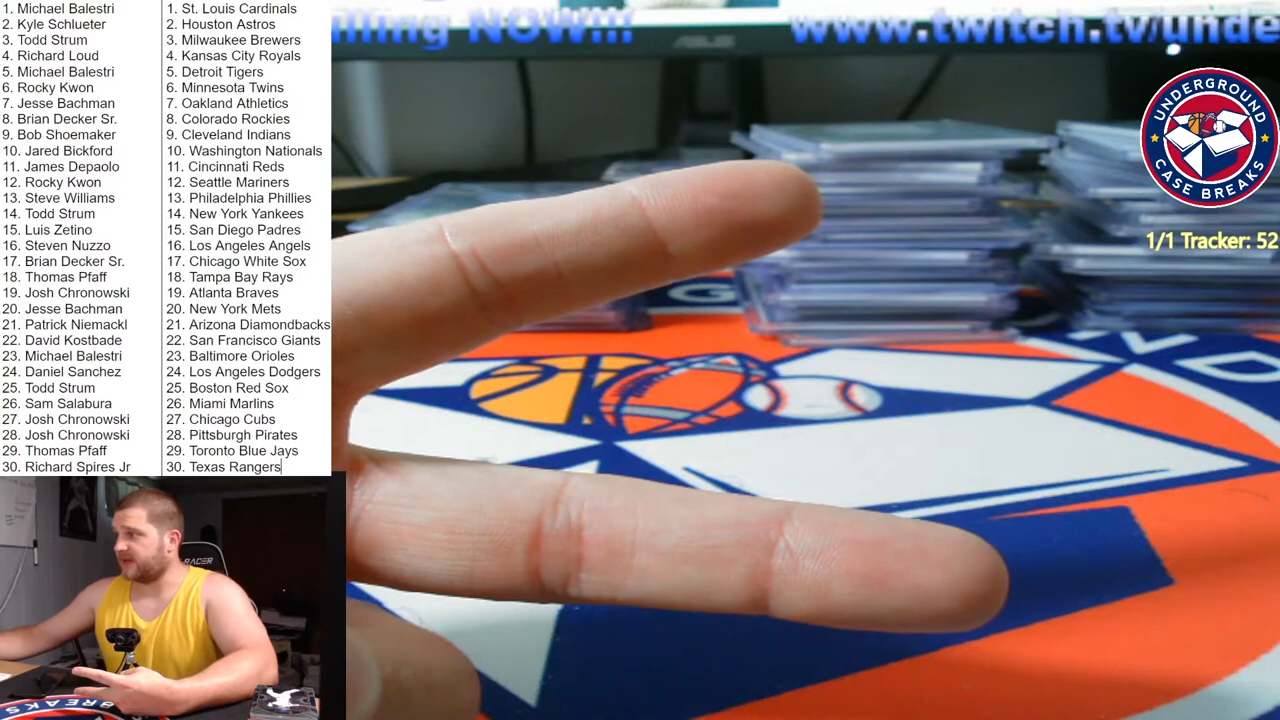 1. Michael Balestri
2. Kyle Schlueter
3. Todd Strum
4. Richard Loud
5. Michael Balestri
6. Rocky Kwon
7. Jesse Bachman
8. Brian Decker Sr.
9. Bob Shoemaker
10. Jared Bickford
11. James Depaolo
12. Rocky Kwon
13. Steve Williams
14. Todd Strum
15. Luis Zetino
16. Steven Nuzzo
17. Brian Decker Sr.
18. Thomas Pfaff
19. Josh Chronowski
20. Jesse Bachman
21. Patrick Niemackl
22. David Kostbade
23. Michael Balestri
24. Daniel Sanchez
25. Todd Strum
26. Sam Salabura
27. Josh Chronowski
28. Josh Chronowski
29. Thomas Pfaff
30. Richard Spires Jr
1. St. Louis Cardinals
2. Houston Astros
3. Milwaukee Brewers
4. Kansas City Royals
5. Detroit Tigers
6. Minnesota Twins
7. Oakland Athletics
8. Colorado Rockies
9. Cleveland Indians
10. Washington Nationals
11. Cincinnati Reds
12. Seattle Mariners
13. Philadelphia Phillies
14. New York Yankees
15. San Diego Padres
16. Los Angeles Angels
17. Chicago White Sox
18. Tampa Bay Rays
19. Atlanta Braves
20. New York Mets
21. Arizona Diamondbacks
22. San Francisco Giants
23. Baltimore Orioles
24. Los Angeles Dodgers
25. Boston Red Sox
26. Miami Marlins
27. Chicago Cubs
28. Pittsburgh Pirates
29. Toronto Blue Jays
30. Texas Rangers
lling NOW!!!
www.twitch.tv/unde
ASUS
UNDERGROUND
CASE BREAKS
1/1 Tracker: 52
G
ND
RACER
BREAKS